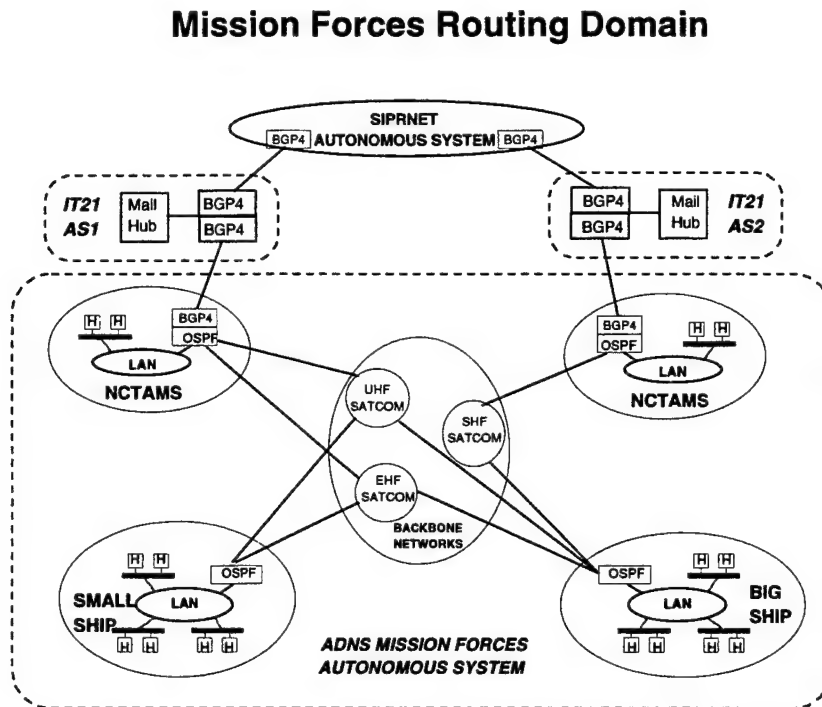 Mission Forces Routing Domain
SIPRNET
AUTONOMOUS SYSTEM
BGP4
BGP4
IT21
AS1
Mail
Hub
BGP4
BGP4
BGP4
BGP4
Mail
Hub
IT21
AS2
H H
BGP4
OSPF
LAN
NCTAMS
BGP4
OSPF
H H
LAN
NCTAMS
UHF
SATCOM
SHF
SATCOM
EHF
SATCOM
BACKBONE
NETWORKS
H H
OSPF
SMALL
SHIP
LAN
H H
H H
OSPF
H H
LAN
BIG
SHIP
H H
H H
ADNS MISSION FORCES
AUTONOMOUS SYSTEM